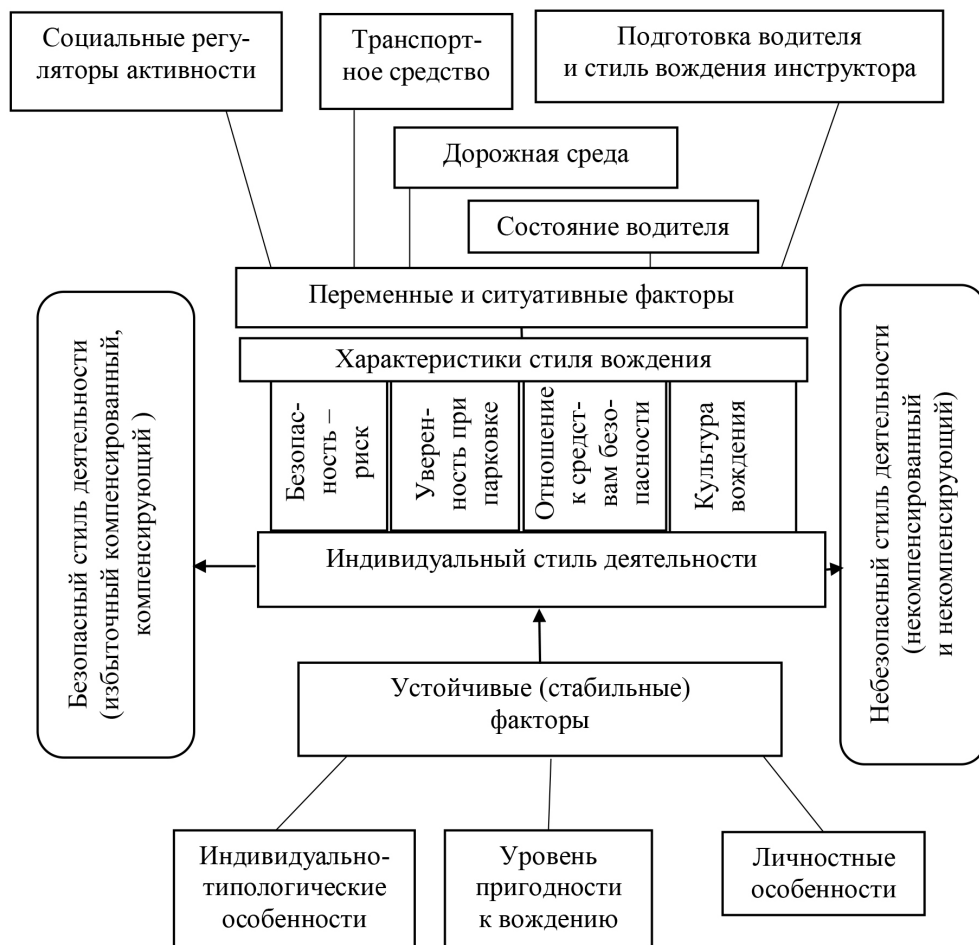 Социальные регу-
ляторы активности
Транспорт-
ное средство
Подготовка водителя
и стиль вождения инструктора
Дорожная среда
Состояние водителя
Переменные и ситуативные факторы
Характеристики стиля вождения
Безопасный стиль деятельности
(избыточный компенсированный,
компенсирующий )
Безопас-
ность –
риск
Уверен-
ность при
парковке
Отношение
к средст-
вам безо-
пасности
Культура
вождения
Небезопасный стиль деятельности
(некомпенсированный
и некомпенсирующий)
Индивидуальный стиль деятельности
Устойчивые (стабильные)
факторы
Индивидуально-
типологические
особенности
Уровень
пригодности
к вождению
Личностные
особенности